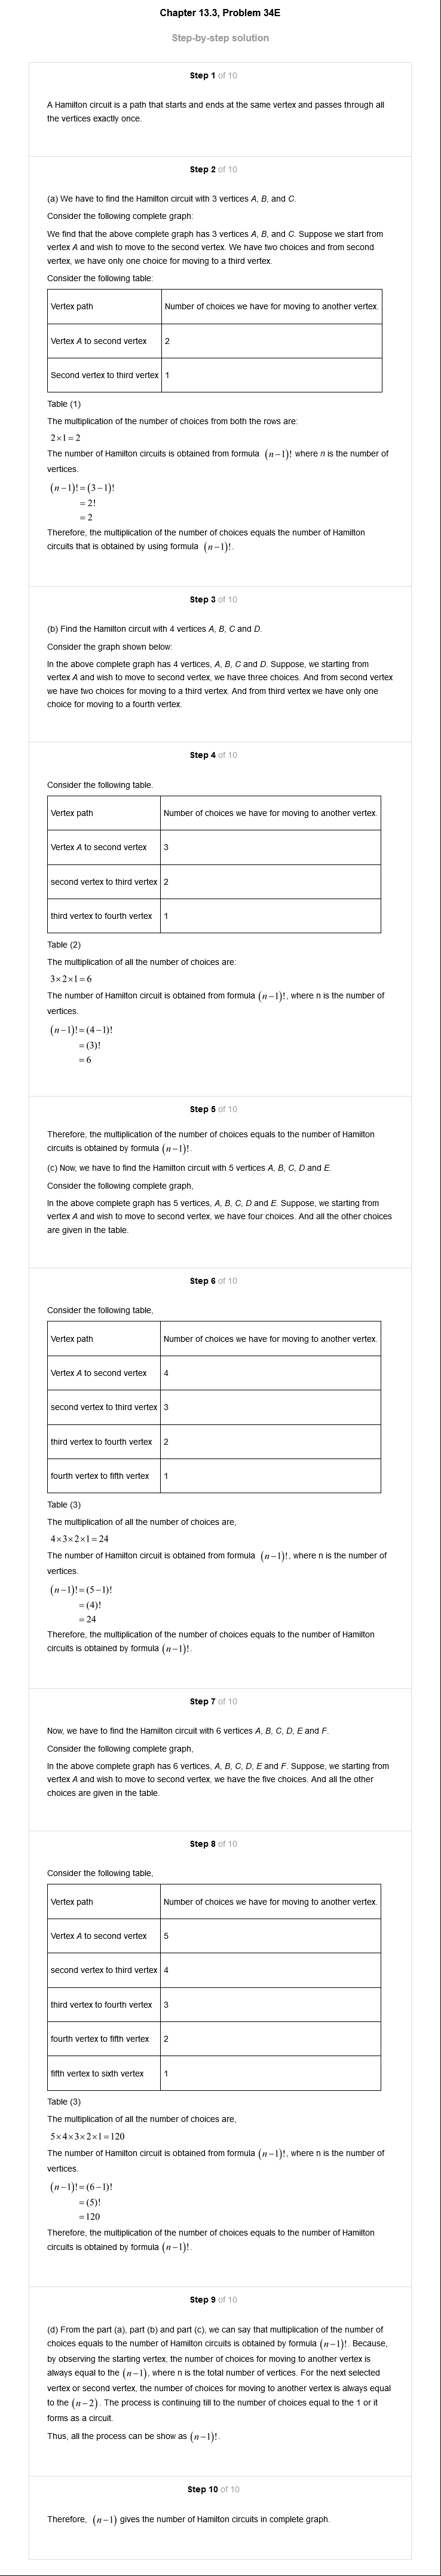 Chapter 13.3, Problem 34E
Step-by-step solution
Step 1 of 10
A Hamilton circuit is a path that starts and ends at the same vertex and passes through all
the vertices exactly once.
Step 2 of 10
(a) We have to find the Hamilton circuit with 3 vertices A, B, and C.
Consider the following complete graph:
We find that the above complete graph has 3 vertices A, B, and C. Suppose we start from
vertex A and wish to move to the second vertex. We have two choices and from second
vertex, we have only one choice for moving to a third vertex.
Consider the following table:
Vertex path Number of choices we have for moving to another vertex.
Vertex A to second vertex 2
Second vertex to third vertex 1
Table (1)
The multiplication of the number of choices from both the rows are:
2×1=2
The number of Hamilton circuits is obtained from formula (n−1)! where n is the number of
vertices.
(n−1)!=(3−1)!
=2!
=2
Therefore, the multiplication of the number of choices equals the number of Hamilton
circuits that is obtained by using formula (n−1)!.
Step 3 of 10
(b) Find the Hamilton circuit with 4 vertices A, B, C and D.
Consider the graph shown below:
In the above complete graph has 4 vertices, A, B, C and D. Suppose, we starting from
vertex A and wish to move to second vertex, we have three choices. And from second vertex
we have two choices for moving to a third vertex. And from third vertex we have only one
choice for moving to a fourth vertex.
Step 4 of 10
Consider the following table.
Vertex path Number of choices we have for moving to another vertex.
Vertex A to second vertex 3
second vertex to third vertex 2
third vertex to fourth vertex 1
Table (2)
The multiplication of all the number of choices are:
3×2×1=6
The number of Hamilton circuit is obtained from formula (n−1)!, where n is the number of
vertices.
(n−1)!=(4−1)!
=(3)!
=6
Step 5 of 10
Therefore, the multiplication of the number of choices equals to the number of Hamilton
circuits is obtained by formula (n−1)!.
(c) Now, we have to find the Hamilton circuit with 5 vertices A, B, C, D and E.
Consider the following complete graph,
In the above complete graph has 5 vertices, A, B, C, D and E. Suppose, we starting from
vertex A and wish to move to second vertex, we have four choices. And all the other choices
are given in the table.
Step 6 of 10
Consider the following table,
Vertex path Number of choices we have for moving to another vertex.
Vertex A to second vertex 4
second vertex to third vertex 3
third vertex to fourth vertex 2
fourth vertex to fifth vertex 1
Table (3)
The multiplication of all the number of choices are,
4×3×2×1=24
The number of Hamilton circuit is obtained from formula (n−1)!, where n is the number of
vertices.
(n−1)!=(5−1)!
=(4)!
=24
Therefore, the multiplication of the number of choices equals to the number of Hamilton
circuits is obtained by formula (n−1)!.
Step 7 of 10
Now, we have to find the Hamilton circuit with 6 vertices A, B, C, D, E and F.
Consider the following complete graph,
In the above complete graph has 6 vertices, A, B, C, D, E and F. Suppose, we starting from
vertex A and wish to move to second vertex, we have the five choices. And all the other
choices are given in the table.
Step 8 of 10
Consider the following table,
Vertex path Number of choices we have for moving to another vertex.
Vertex A to second vertex 5
second vertex to third vertex 4
third vertex to fourth vertex 3
fourth vertex to fifth vertex 2
fifth vertex to sixth vertex 1
Table (3)
The multiplication of all the number of choices are,
5×4×3×2×1=120
The number of Hamilton circuit is obtained from formula (n−1)!, where n is the number of
vertices.
(n−1)!=(6−1)!
=(5)!
=120
Therefore, the multiplication of the number of choices equals to the number of Hamilton
circuits is obtained by formula (n−1)!.
Step 9 of 10
(d) From the part (a), part (b) and part (c), we can say that multiplication of the number of
choices equals to the number of Hamilton circuits is obtained by formula (n−1)!. Because,
by observing the starting vertex, the number of choices for moving to another vertex is
always equal to the (n−1), where n is the total number of vertices. For the next selected
vertex or second vertex, the number of choices for moving to another vertex is always equal
to the (n−2). The process is continuing till to the number of choices equal to the 1 or it
forms as a circuit.
Thus, all the process can be show as (n−1)!.
Step 10 of 10
Therefore, (n−1) gives the number of Hamilton circuits in complete graph.